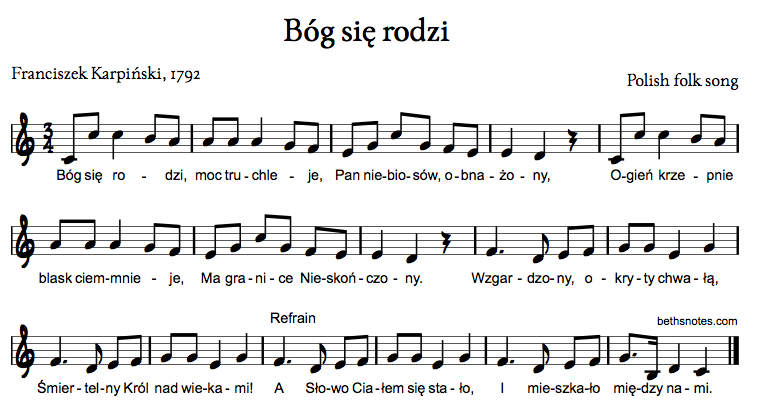 Bóg się rodzi
Franciszek Karpiński, 1792
Polish folk song
3
4
Bóg się ro - dzi, moc tru - chle - je, Pan nie - bio - sów, o - bna - żo - ny, O - gień krze - pnie
blask ciem - mnie - je, Ma gra - ni - ce Nie - skoń - czo - ny. Wzgar - dzo - ny, o - kry - ty chwa - łą,
bethsnotes.com
Refrain
Śmier - tel - ny Król nad wie - ka - mi! A Sło - wo Cia - łem się sta - ło, I mie - szka - ło mię - dzy na - mi.